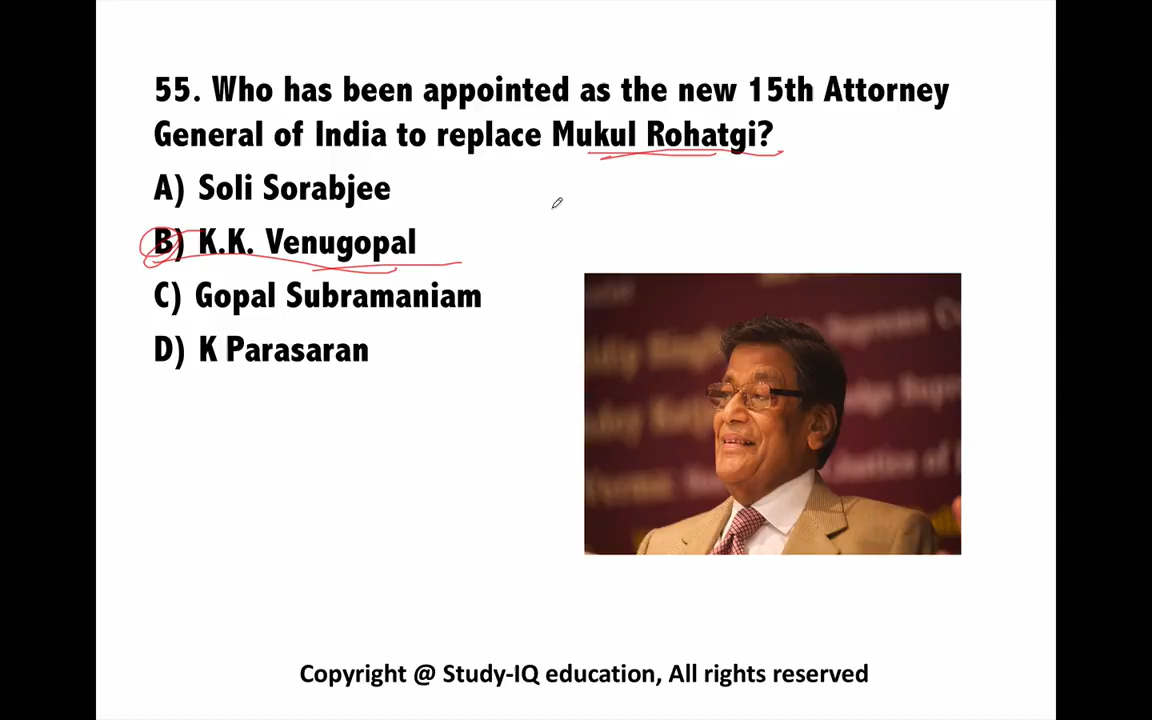 55. Who has been appointed as the new 15th Attorney
General of India to replace Mukul Rohatgi?
A) Soli Sorabjee
B) K.K. Venugopal
C) Gopal Subramaniam
D) K Parasaran
Supreme
Copyright @ Study-IQ education, All rights reserved